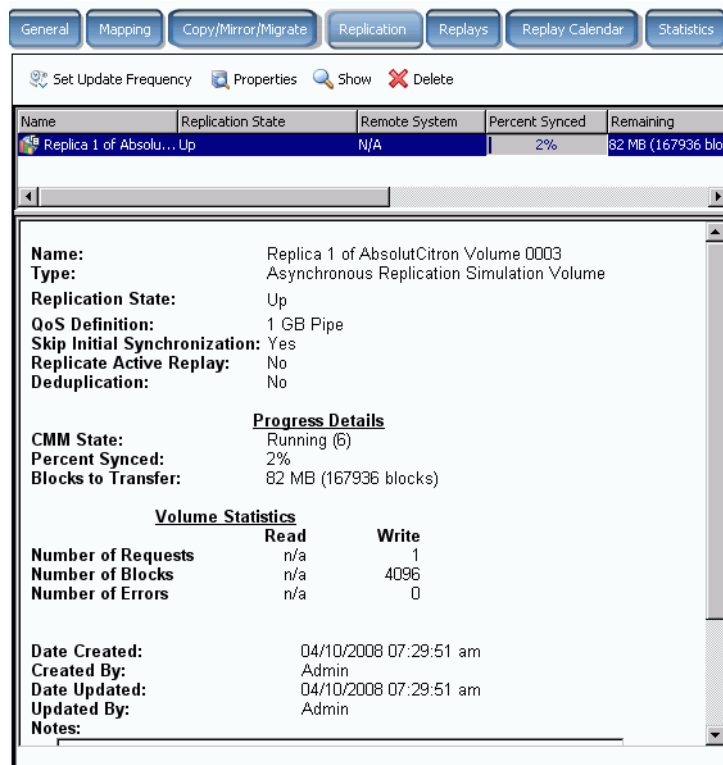 General Mapping Copy/Mirror/Migrate Replication Replays Replay Calendar Statistics
Set Update Frequency Properties Show Delete
Name Replication State Remote System Percent Synced Remaining
Replica 1 of Absolu... Up N/A 2% 82 MB (167936 blo
Name: Replica 1 of AbsolutCitron Volume 0003
Type: Asynchronous Replication Simulation Volume
Replication State: Up
QoS Definition: 1 GB Pipe
Skip Initial Synchronization: Yes
Replicate Active Replay: No
Deduplication: No
Progress Details
CMM State: Running (6)
Percent Synced: 2%
Blocks to Transfer: 82 MB (167936 blocks)
Volume Statistics
Read Write
Number of Requests n/a 1
Number of Blocks n/a 4096
Number of Errors n/a 0
Date Created: 04/10/2008 07:29:51 am
Created By: Admin
Date Updated: 04/10/2008 07:29:51 am
Updated By: Admin
Notes: